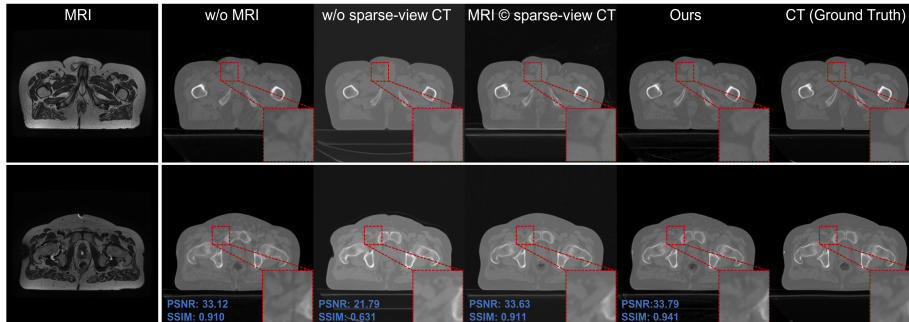 MRI
w/o MRI
w/o sparse-view CT
MRI © sparse-view CT
Ours
CT (Ground Truth)
PSNR: 33.12
SSIM: 0.910
PSNR: 21.79
SSIM: 0.631
PSNR: 33.63
SSIM: 0.911
PSNR:33.79
SSIM: 0.941